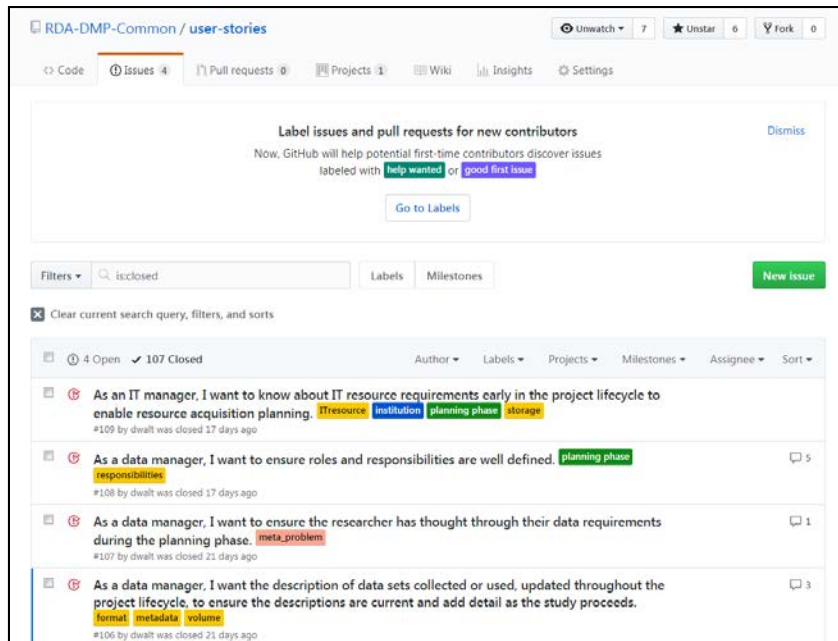 RDA-DMP-Common / user-stories
Unwatch 7 Unstar 6 Fork 0
Code Issues 4 Pull requests 0 Projects 1 Wiki Insights Settings
Label issues and pull requests for new contributors
Dismiss
Now, GitHub will help potential first-time contributors discover issues
labeled with help wanted or good first issue
Go to Labels
Filters is:closed Labels Milestones New issue
Clear current search query, filters, and sorts
4 Open 107 Closed Author Labels Projects Milestones Assignee Sort
As an IT manager, I want to know about IT resource requirements early in the project lifecycle to
enable resource acquisition planning. ITresource institution planning phase storage
#109 by dwalt was closed 17 days ago
As a data manager, I want to ensure roles and responsibilities are well defined. planning phase 5
responsibilities
#108 by dwalt was closed 17 days ago
As a data manager, I want to ensure the researcher has thought through their data requirements 1
during the planning phase. meta_problem
#107 by dwalt was closed 21 days ago
As a data manager, I want the description of data sets collected or used, updated throughout the 3
project lifecycle, to ensure the descriptions are current and add detail as the study proceeds.
format metadata volume
#106 by dwalt was closed 21 days ago